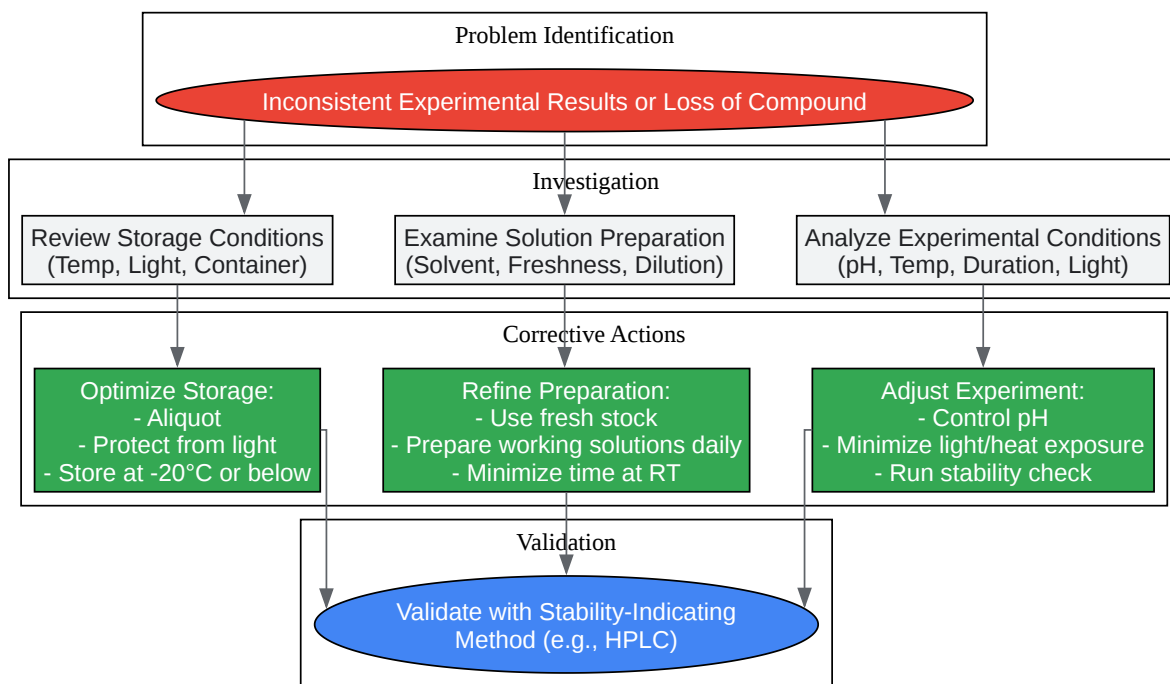 Problem Identification
Inconsistent Experimental Results or Loss of Compound
Investigation
Review Storage Conditions
(Temp, Light, Container)
Examine Solution Preparation
(Solvent, Freshness, Dilution)
Analyze Experimental Conditions
(pH, Temp, Duration, Light)
Corrective Actions
Optimize Storage:
- Aliquot
- Protect from light
- Store at -20°C or below
Refine Preparation:
- Use fresh stock
- Prepare working solutions daily
- Minimize time at RT
Adjust Experiment:
- Control pH
- Minimize light/heat exposure
- Run stability check
Validation
Validate with Stability-Indicating
Method (e.g., HPLC)